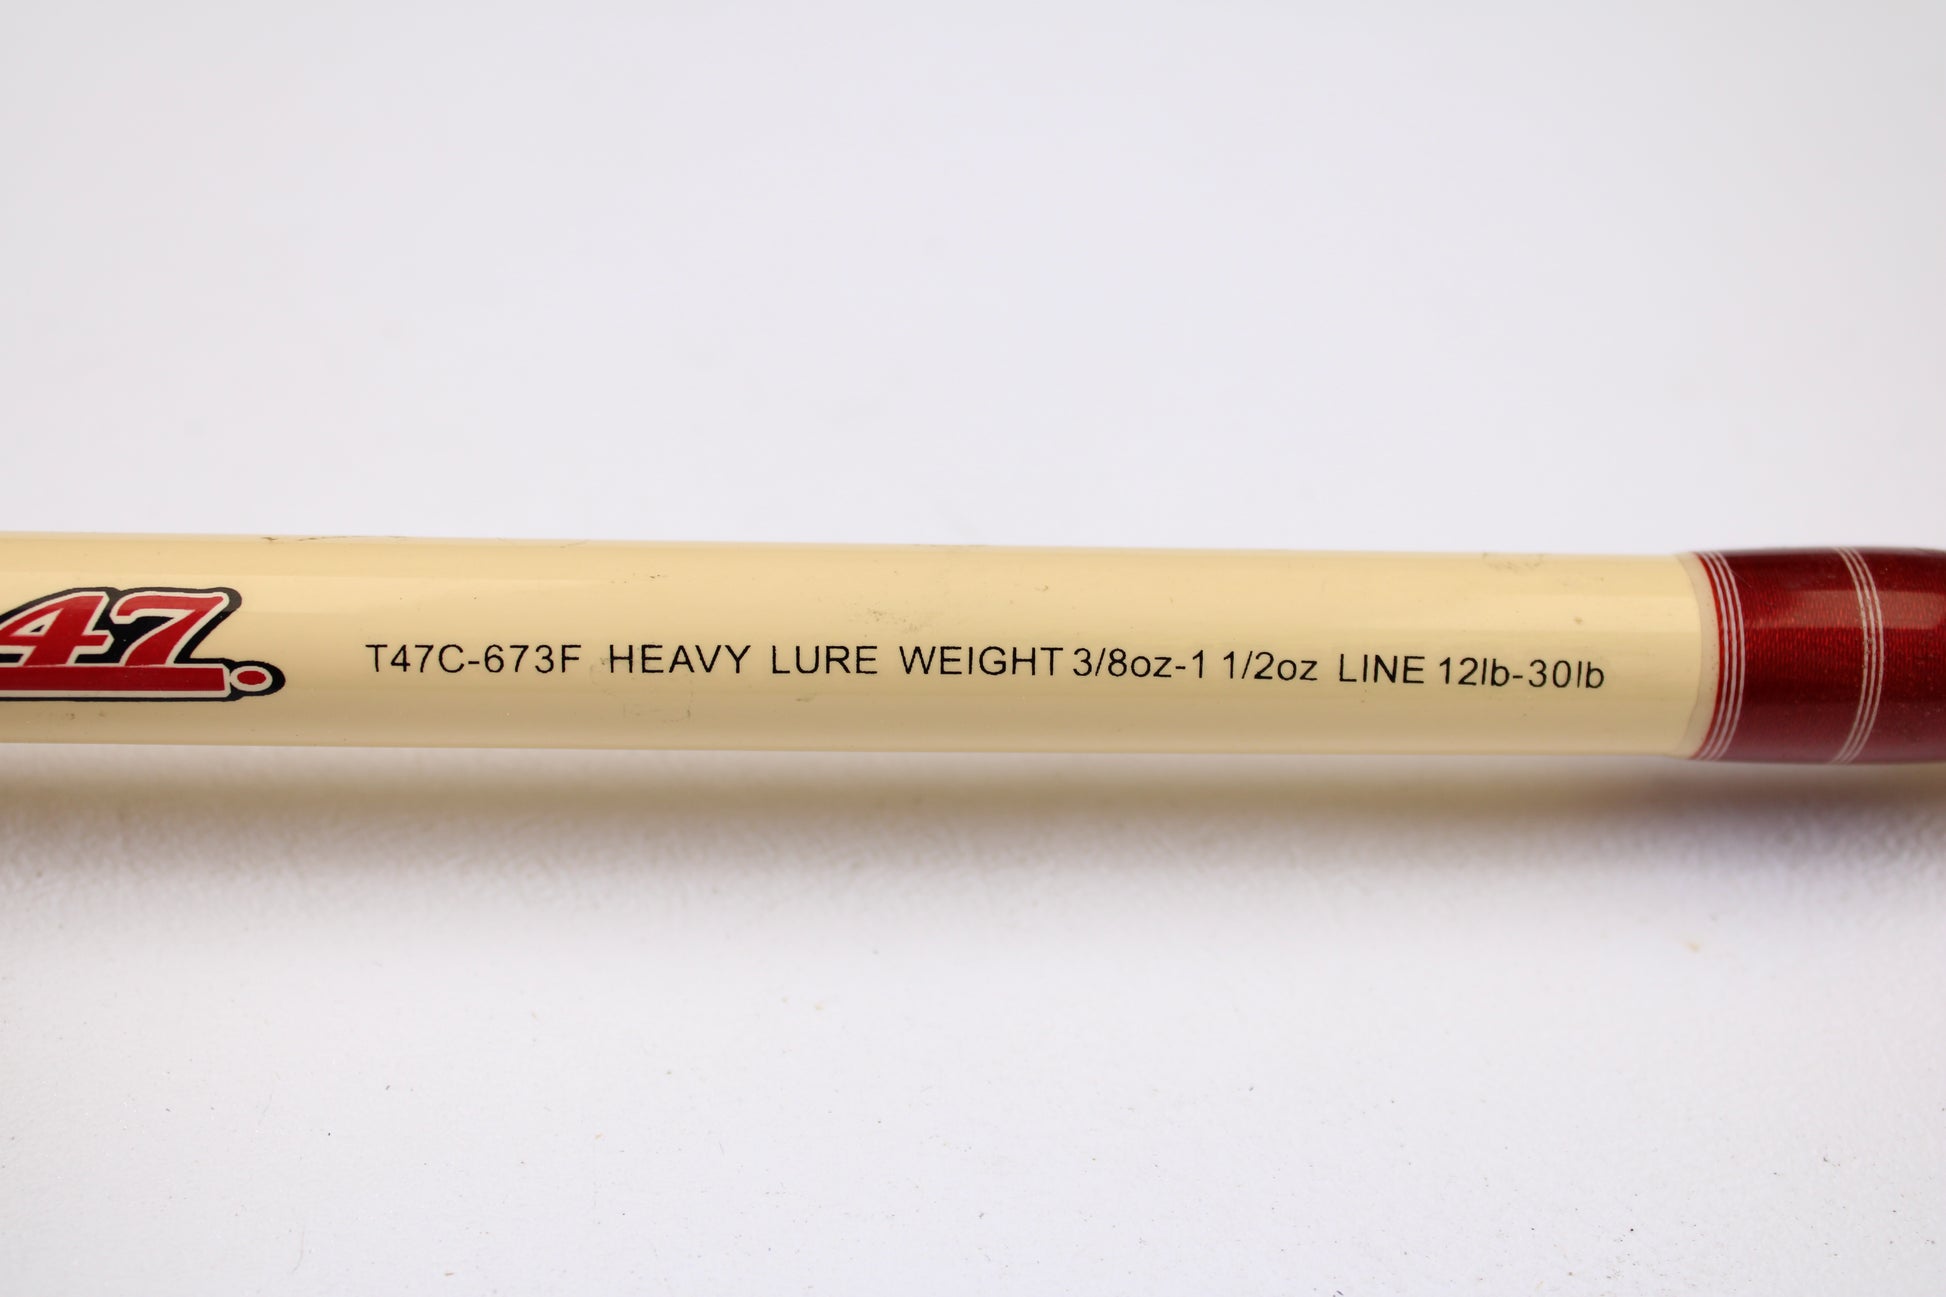 47.
T47C-673F HEAVY LURE WEIGHT 3/8oz-1 1/2oz LINE 12lb-30lb